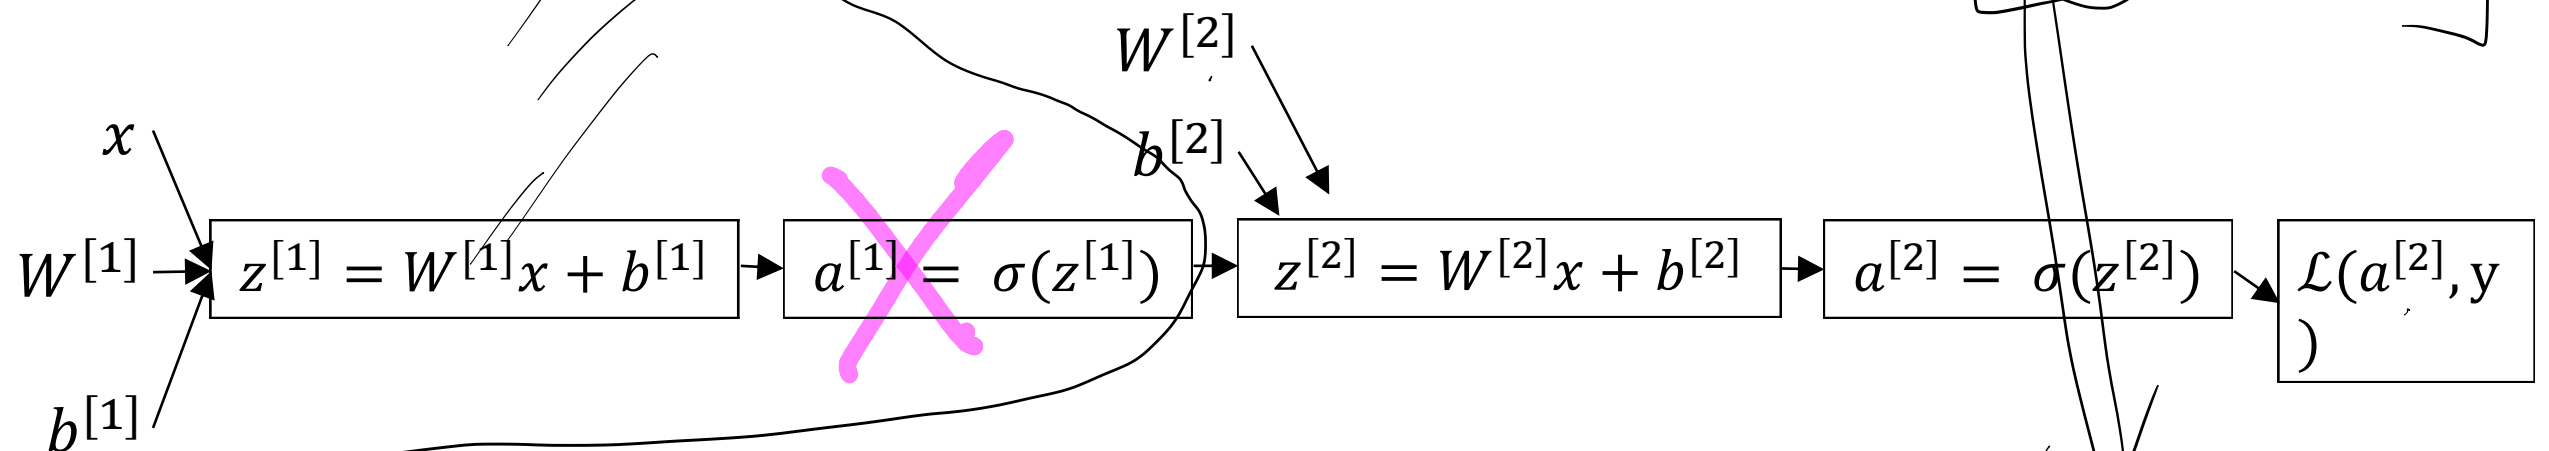 W^[2]
b^[2]
x
W^[1]
b^[1]
z^[1] = W^[1]x + b^[1]
a^[1] = σ(z^[1])
z^[2] = W^[2]x + b^[2]
a^[2] = σ(z^[2])
ℒ(a^[2],y
)